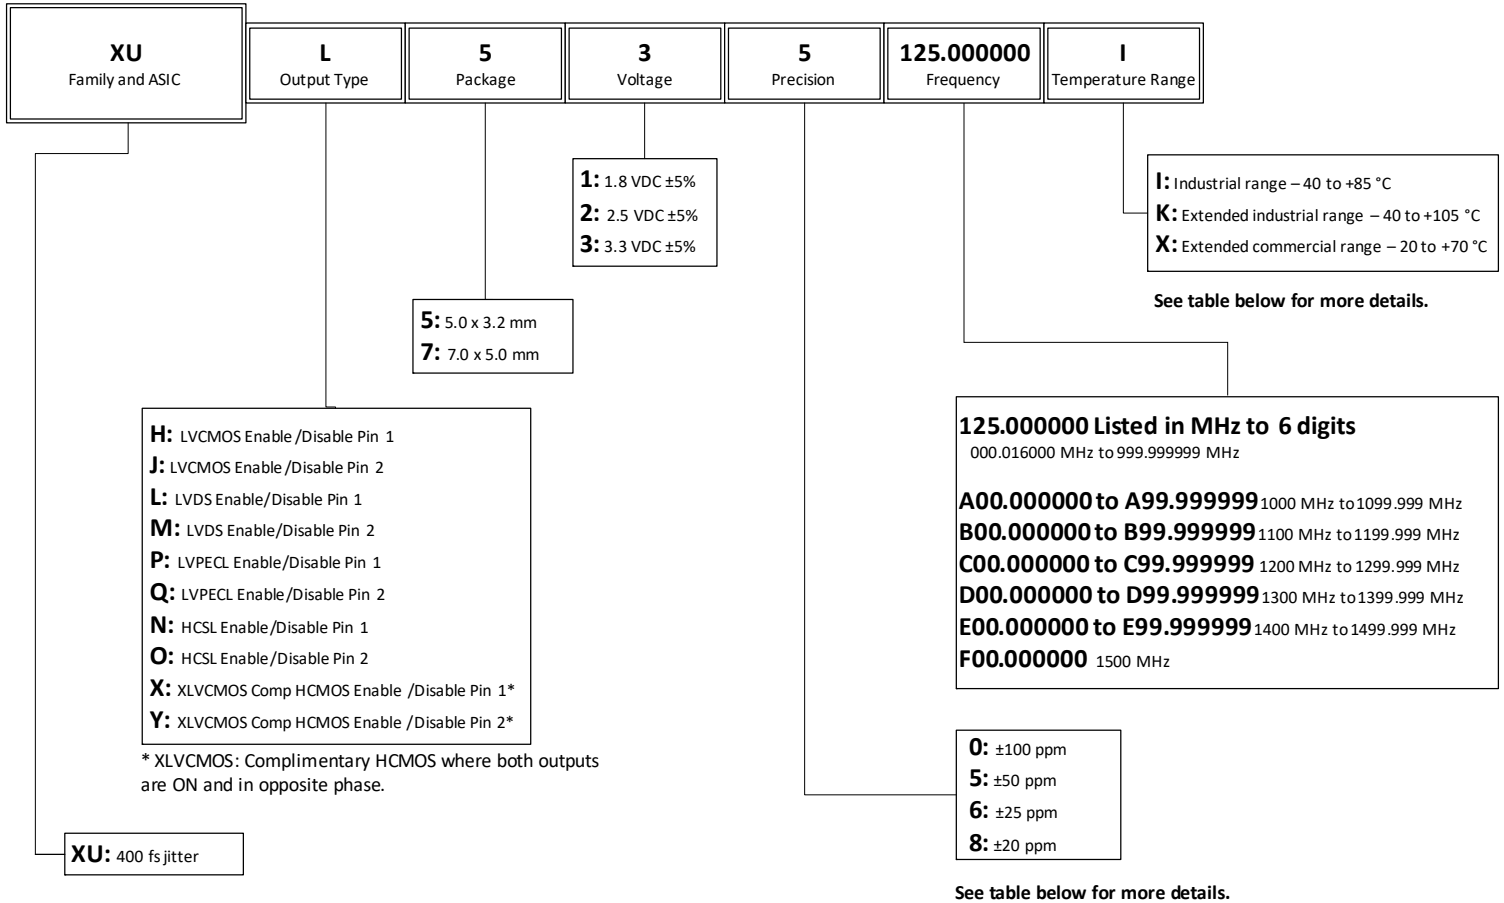 XU
Family and ASIC
L
Output Type
5
Package
3
Voltage
5
Precision
125.000000
Frequency
I
Temperature Range
1: 1.8 VDC ±5%
2: 2.5 VDC ±5%
3: 3.3 VDC ±5%
I: Industrial range – 40 to +85 °C
K: Extended industrial range – 40 to +105 °C
X: Extended commercial range – 20 to +70 °C
See table below for more details.
5: 5.0 x 3.2 mm
7: 7.0 x 5.0 mm
H: LVCMOS Enable/Disable Pin 1
J: LVCMOS Enable/Disable Pin 2
L: LVDS Enable/Disable Pin 1
M: LVDS Enable/Disable Pin 2
P: LVPECL Enable/Disable Pin 1
Q: LVPECL Enable/Disable Pin 2
N: HCSL Enable/Disable Pin 1
O: HCSL Enable/Disable Pin 2
X: XLVCMOS Comp HCMOS Enable /Disable Pin 1*
Y: XLVCMOS Comp HCMOS Enable /Disable Pin 2*
* XLVCMOS: Complimentary HCMOS where both outputs
are ON and in opposite phase.
125.000000 Listed in MHz to 6 digits
000.016000 MHz to 999.999999 MHz
A00.000000 to A99.999999 1000 MHz to 1099.999 MHz
B00.000000 to B99.999999 1100 MHz to 1199.999 MHz
C00.000000 to C99.999999 1200 MHz to 1299.999 MHz
D00.000000 to D99.999999 1300 MHz to 1399.999 MHz
E00.000000 to E99.999999 1400 MHz to 1499.999 MHz
F00.000000 1500 MHz
0: ±100 ppm
5: ±50 ppm
6: ±25 ppm
8: ±20 ppm
See table below for more details.
XU: 400 fs jitter